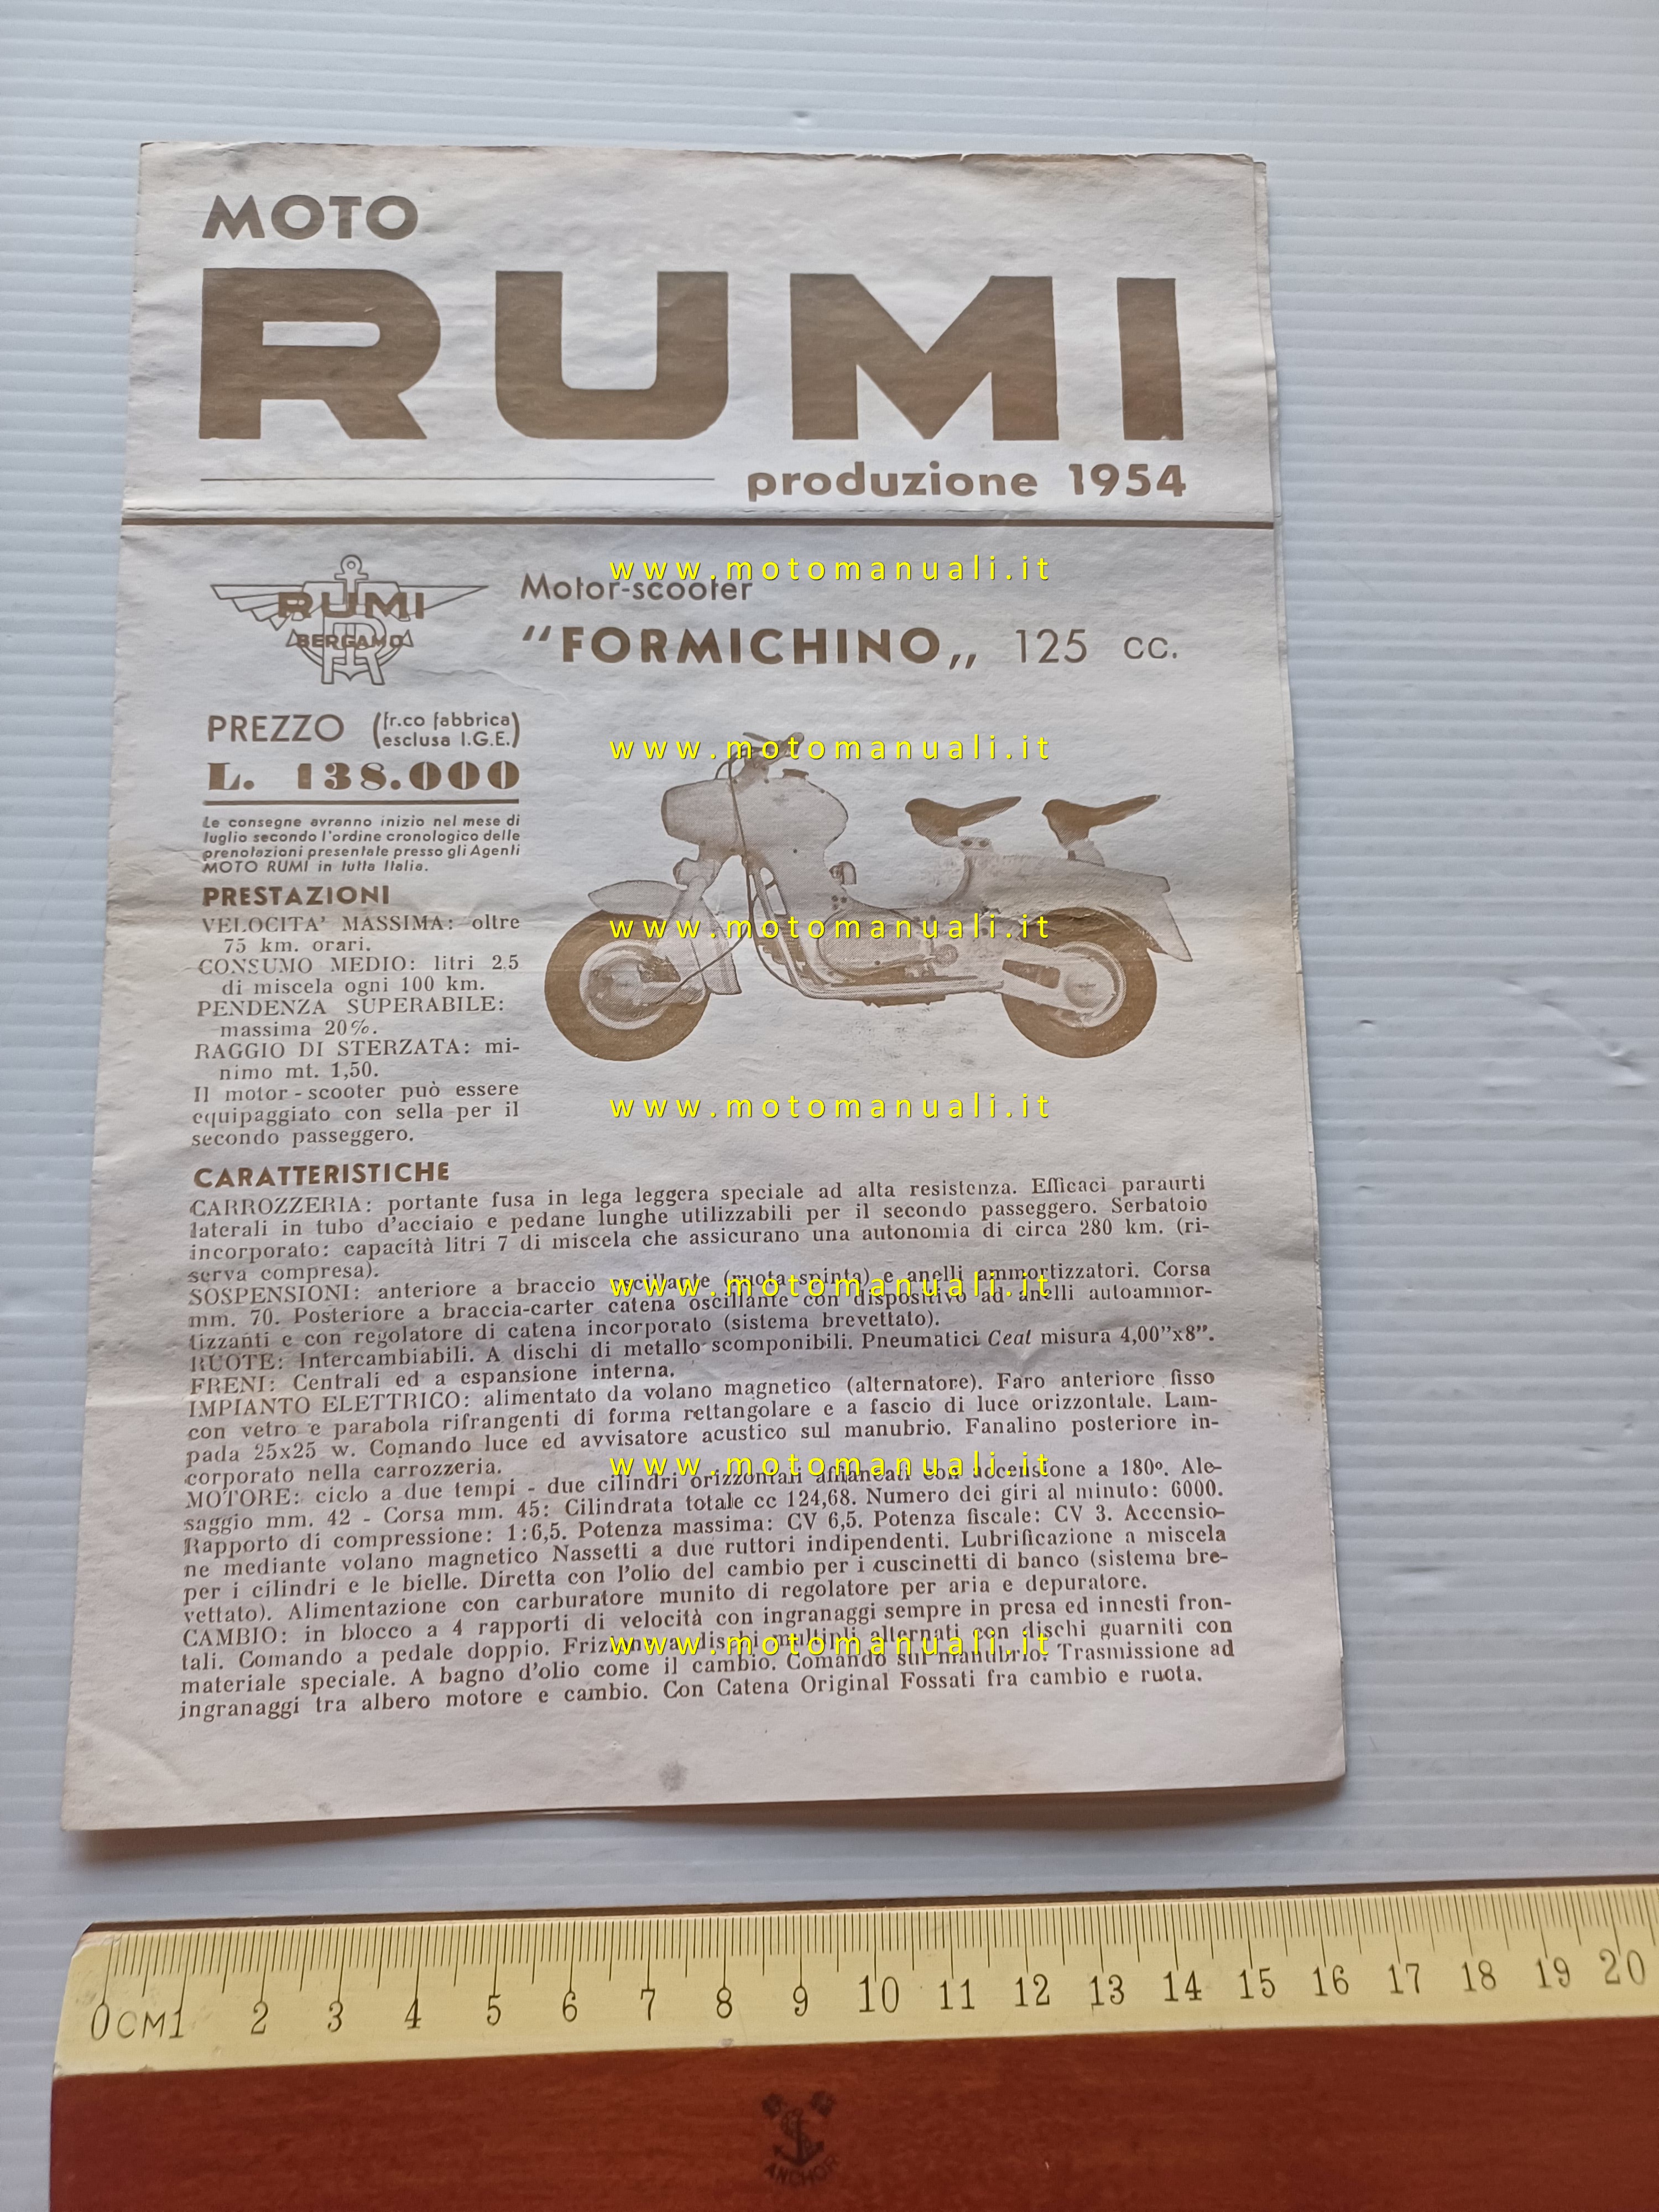 MOTO
RUMI
produzione 1954
RUMI
BERGAMO
Motor-scooter
"FORMICHINO„ 125 cc.
PREZZO (fr.co fabbrica)
(esclusa I.G.E.)
L. 138.000
Le consegne avranno inizio nel mese di
luglio secondo l'ordine cronologico delle
prenotazioni presentate presso gli Agenti
MOTO RUMI in tutta Italia.
PRESTAZIONI
VELOCITA' MASSIMA: oltre
75 km. orari.
CONSUMO MEDIO: litri 2,5
di miscela ogni 100 km.
PENDENZA SUPERABILE:
massima 20%.
RAGGIO DI STERZATA: mi-
nimo mt. 1,50.
Il motor-scooter può essere
equipaggiato con sella per il
secondo passeggero.
CARATTERISTICHE
CARROZZERIA: portante fusa in lega leggera speciale ad alta resistenza. Efficaci paraurti
laterali in tubo d'acciaio e pedane lunghe utilizzabili per il secondo passeggero. Serbatoio
incorporato: capacità litri 7 di miscela che assicurano una autonomia di circa 280 km. (ri-
serva compresa).
SOSPENSIONI: anteriore a braccio oscillante (ruota spinta) e anelli ammortizzatori. Corsa
mm. 70. Posteriore a braccia-carter catena oscillante con dispositivo ad anelli autoammor-
tizzanti e con regolatore di catena incorporato (sistema brevettato).
RUOTE: Intercambiabili. A dischi di metallo scomponibili. Pneumatici Ceat misura 4,00"x8".
FRENI: Centrali ed a espansione interna.
IMPIANTO ELETTRICO: alimentato da volano magnetico (alternatore). Faro anteriore fisso
con vetro e parabola rifrangenti di forma rettangolare e a fascio di luce orizzontale. Lam-
pada 25x25 w. Comando luce ed avvisatore acustico sul manubrio. Fanalino posteriore in-
corporato nella carrozzeria.
MOTORE: ciclo a due tempi - due cilindri orizzontali affiancati con accensione a 180°. Ale-
saggio mm. 42 - Corsa mm. 45: Cilindrata totale cc 124,68. Numero dei giri al minuto: 6000.
Rapporto di compressione: 1:6,5. Potenza massima: CV 6,5. Potenza fiscale: CV 3. Accensio-
ne mediante volano magnetico Nassetti a due ruttori indipendenti. Lubrificazione a miscela
per i cilindri e le bielle. Diretta con l'olio del cambio per i cuscinetti di banco (sistema bre-
vettato). Alimentazione con carburatore munito di regolatore per aria e depuratore.
CAMBIO: in blocco a 4 rapporti di velocità con ingranaggi sempre in presa ed innesti fron-
tali. Comando a pedale doppio. Frizione a dischi multipli alternati con dischi guarniti con
materiale speciale. A bagno d'olio come il cambio. Comando sul manubrio. Trasmissione ad
ingranaggi tra albero motore e cambio. Con Catena Original Fossati fra cambio e ruota.
www.motomanuali.it
www.motomanuali.it
www.motomanuali.it
www.motomanuali.it
www.motomanuali.it
www.motomanuali.it
www.motomanuali.it
0CM1 2 3 4 5 6 7 8 9 10 11 12 13 14 15 16 17 18 19 20
ANCHOR